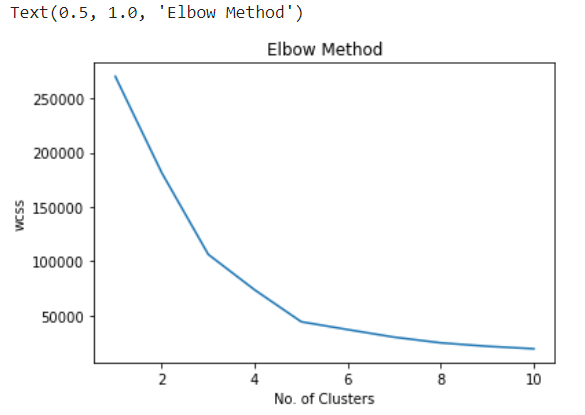 Text(0.5, 1.0, 'Elbow Method')
Elbow Method
250000
200000
150000
100000
50000
wcss
2 4 6 8 10
No. of Clusters